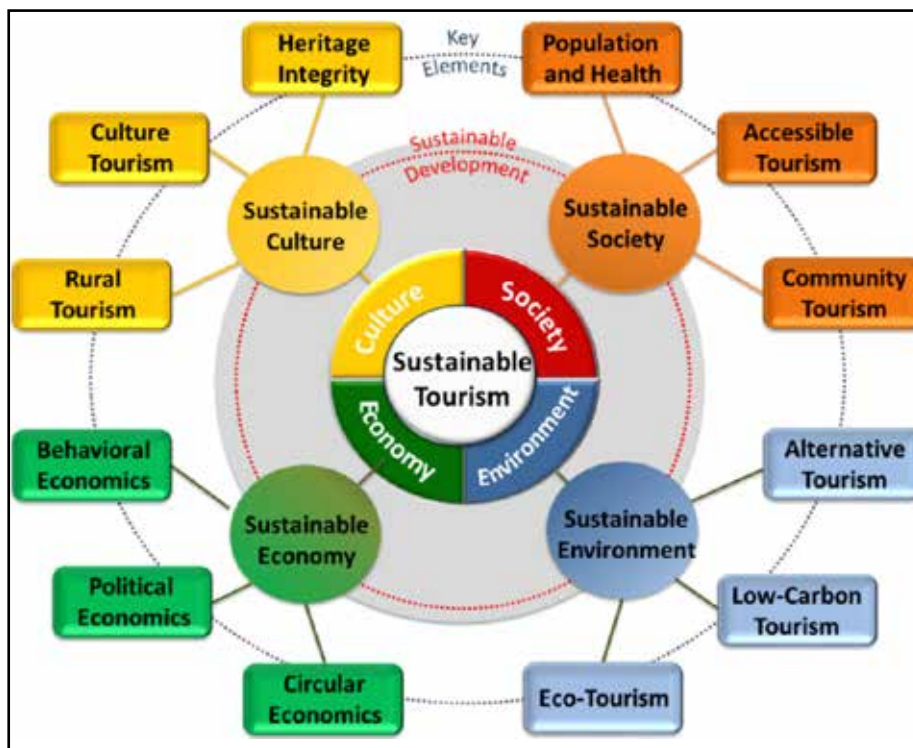 Heritage
Integrity
Key
Elements
Population
and Health
Culture
Tourism
Sustainable
Development
Accessible
Tourism
Sustainable
Culture
Sustainable
Society
Rural
Tourism
Community
Tourism
Culture
Society
Sustainable
Tourism
Economy
Environment
Behavioral
Economics
Alternative
Tourism
Sustainable
Economy
Sustainable
Environment
Political
Economics
Low-Carbon
Tourism
Circular
Economics
Eco-Tourism